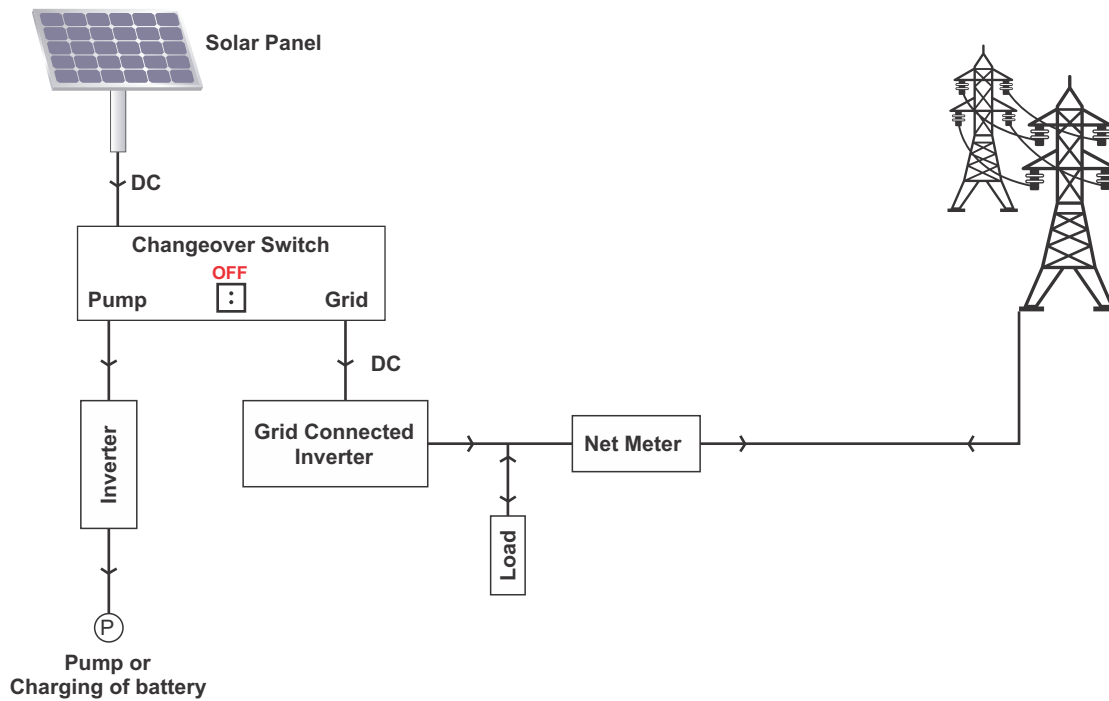 Solar Panel
DC
Changeover Switch
OFF
:
Pump
Grid
DC
Grid Connected
Inverter
Net Meter
Inverter
Load
P
Pump or
Charging of battery